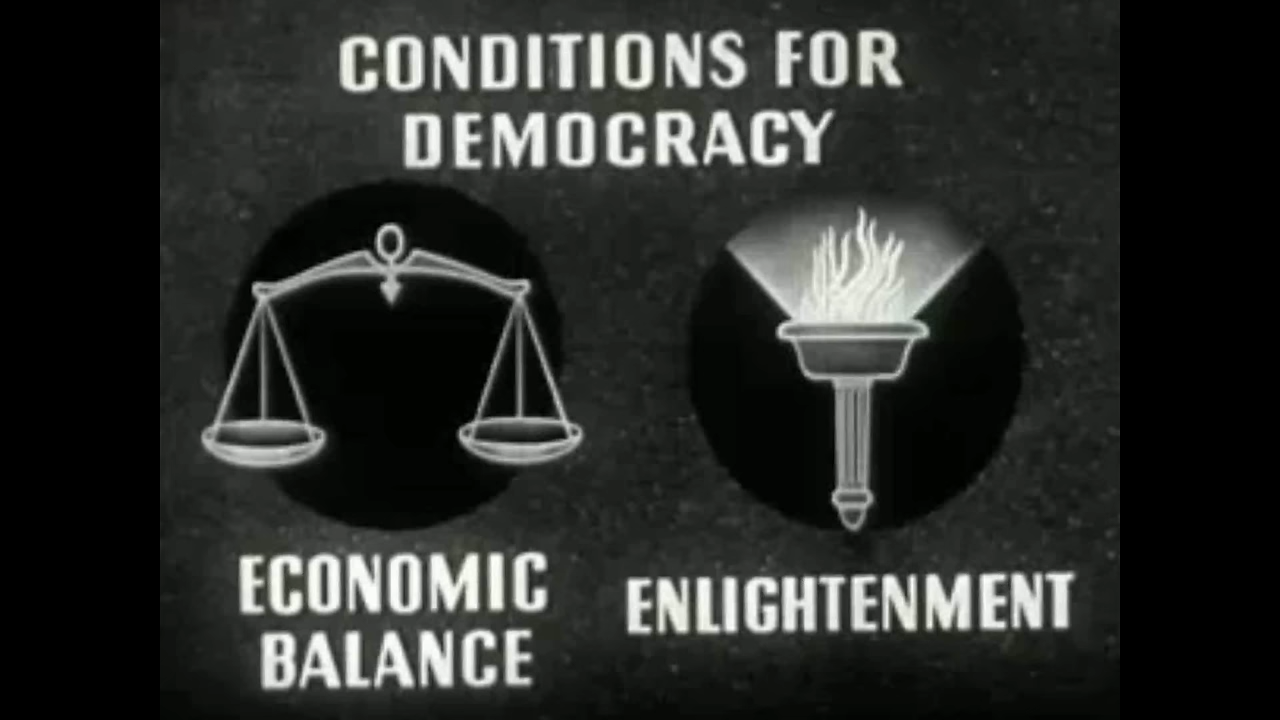 CONDITIONS FOR
DEMOCRACY
ECONOMIC
BALANCE
ENLIGHTENMENT